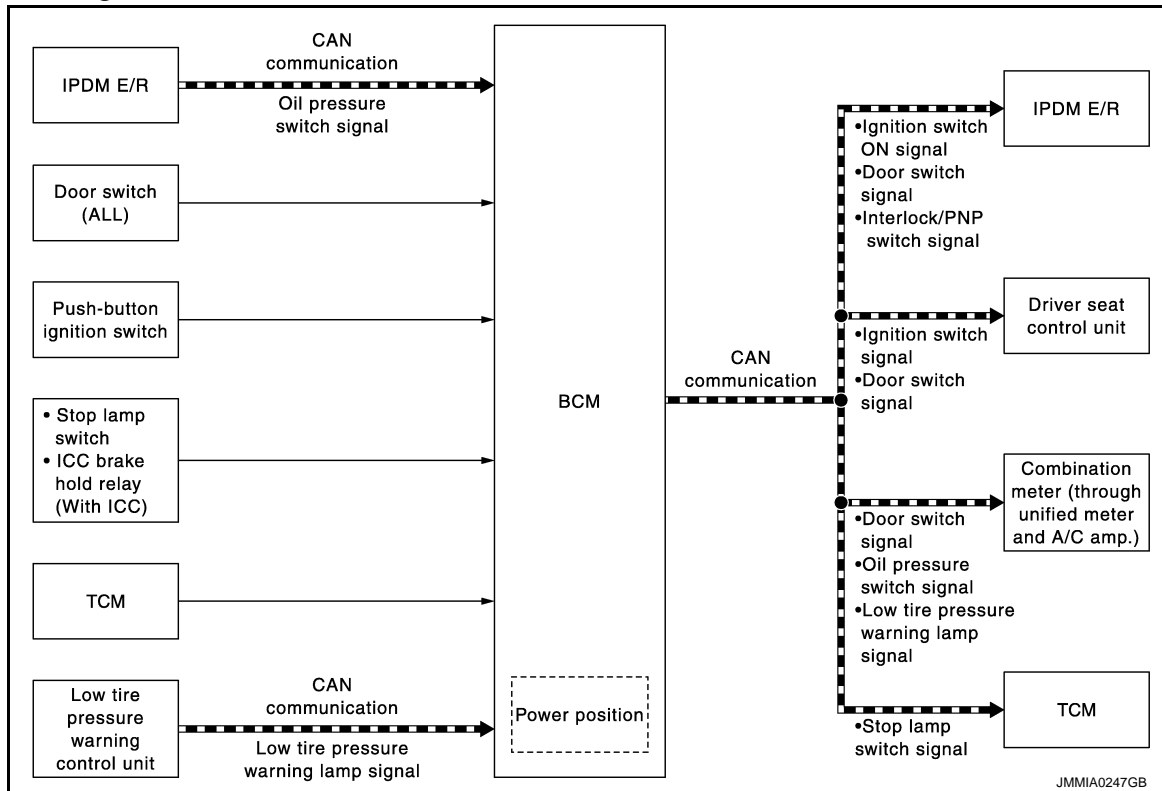 IPDM E/R
CAN
communication
Oil pressure
switch signal
Door switch
(ALL)
Push-button
ignition switch
• Stop lamp
switch
• ICC brake
hold relay
(With ICC)
TCM
Low tire
pressure
warning
control unit
CAN
communication
Low tire pressure
warning lamp signal
BCM
Power position
CAN
communication
•Ignition switch
ON signal
•Door switch
signal
•Interlock/PNP
switch signal
IPDM E/R
•Ignition switch
signal
•Door switch
signal
Driver seat
control unit
•Door switch
signal
•Oil pressure
switch signal
•Low tire pressure
warning lamp
signal
Combination
meter (through
unified meter
and A/C amp.)
•Stop lamp
switch signal
TCM
JMMIA0247GB